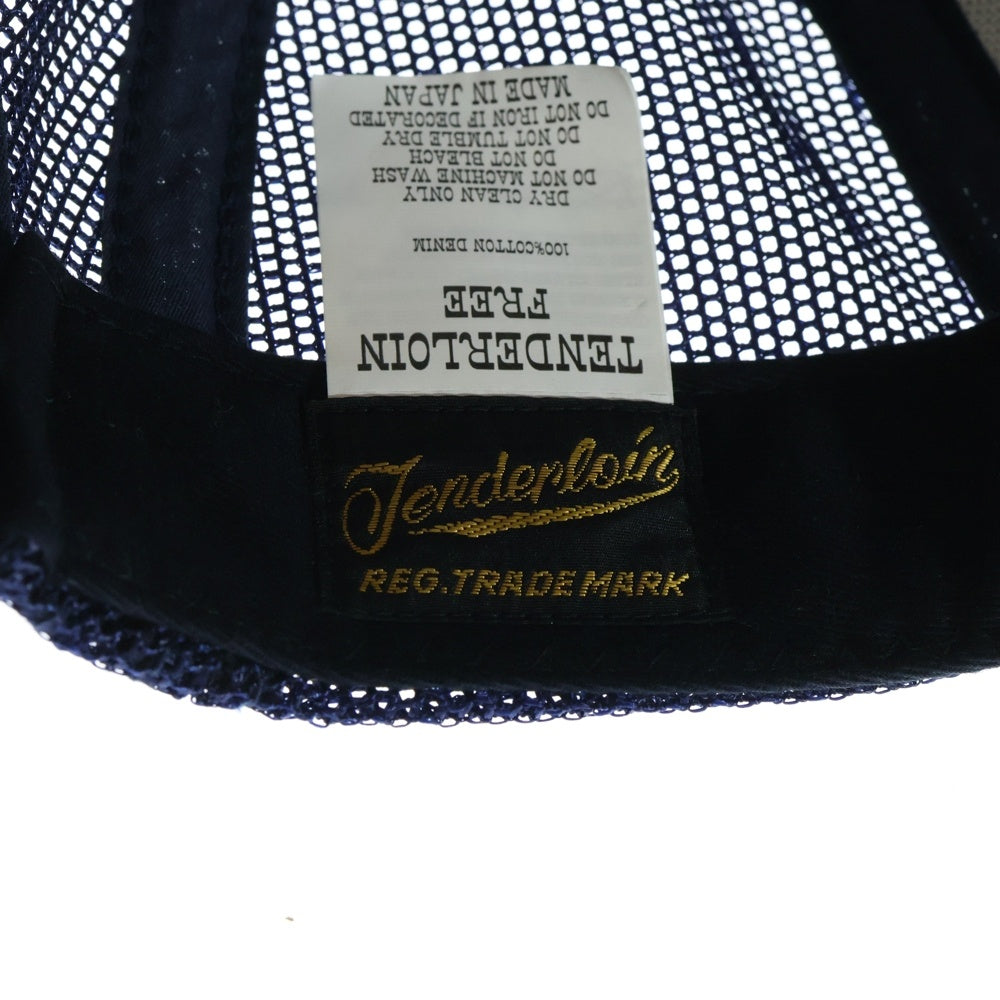 TENDERLOIN
FREE
100%COTTON DENIM
DRY CLEAN ONLY
DO NOT MACHINE WASH
DO NOT BLEACH
DO NOT TUMBLE DRY
DO NOT IRON IF DECORATED
MADE IN JAPAN
Tenderloin
REG. TRADE MARK